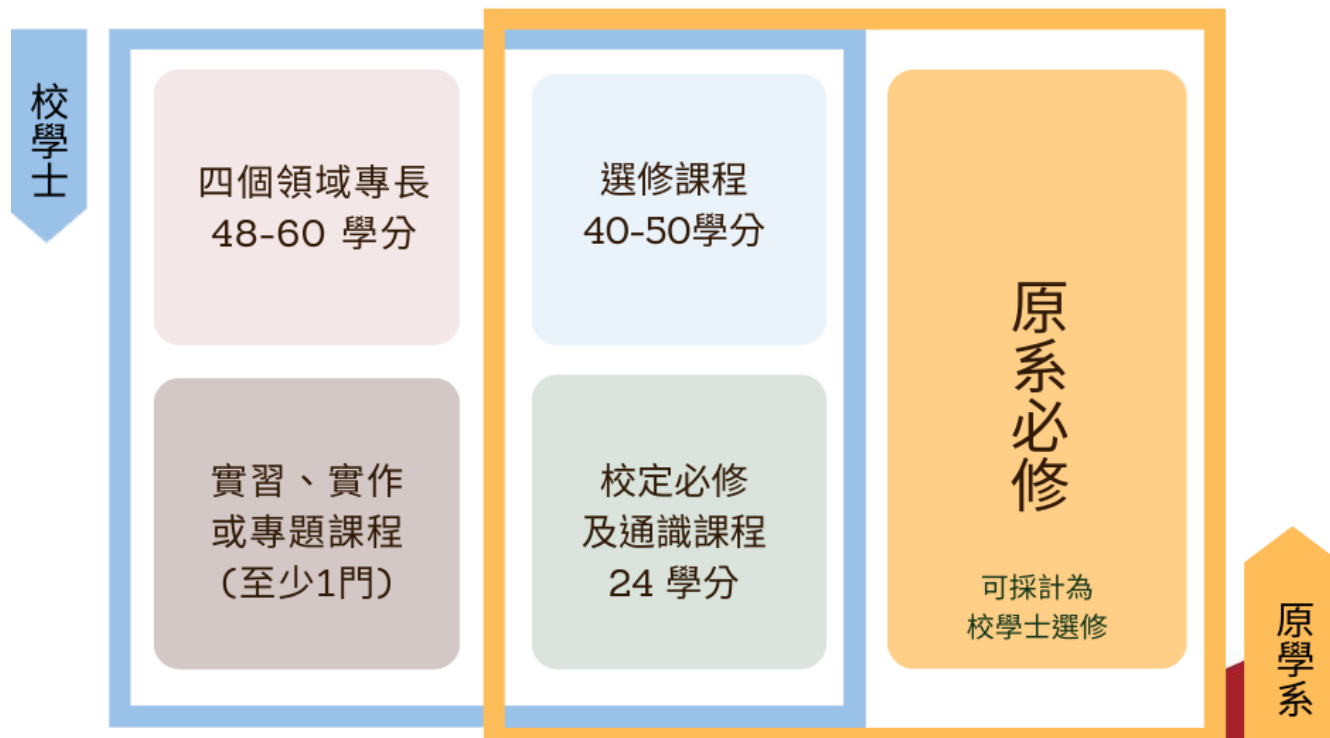 校學士
四個領域專長
48-60 學分
選修課程
40-50學分
原系必修
可採計為
校學士選修
實習、實作
或專題課程
(至少1門)
校定必修
及通識課程
24 學分
原學系